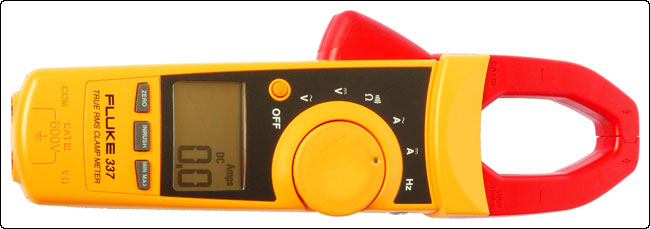 COM
CAT III
600V
VΩ
FLUKE 337
TRUE RMS CLAMP METER
ZERO
INRUSH
MIN MAX
Amps
DC
0.0
OFF
V~
V
Ω
A~
A
Hz